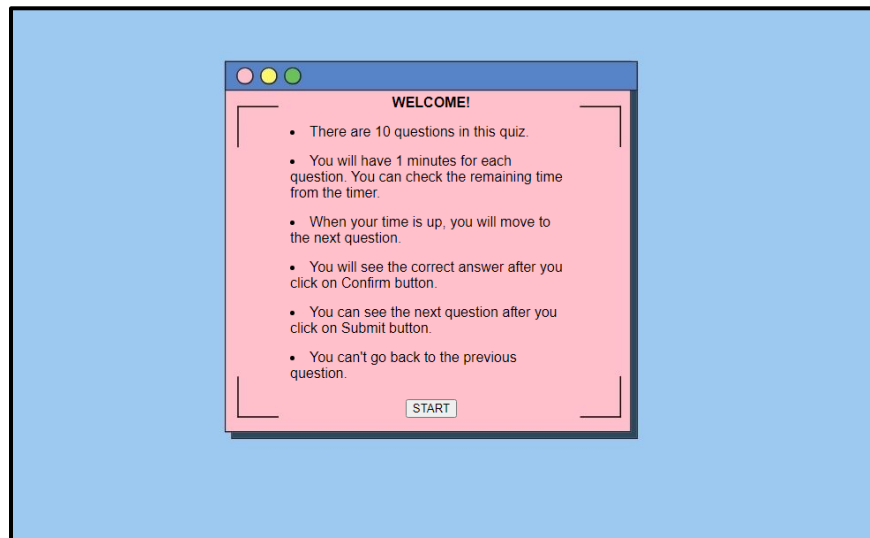 WELCOME!
• There are 10 questions in this quiz.
• You will have 1 minutes for each
question. You can check the remaining time
from the timer.
• When your time is up, you will move to
the next question.
• You will see the correct answer after you
click on Confirm button.
• You can see the next question after you
click on Submit button.
• You can't go back to the previous
question.
START